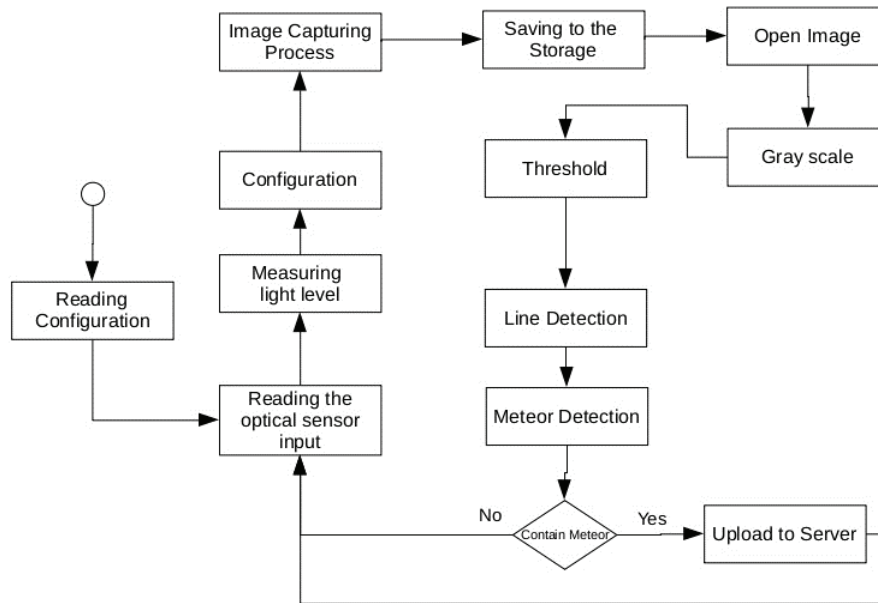 Image Capturing
Process
Saving to the
Storage
Open Image
Configuration
Threshold
Gray scale
Reading
Configuration
Measuring
light level
Line Detection
Reading the
optical sensor
input
Meteor Detection
No
Contain Meteor
Yes
Upload to Server